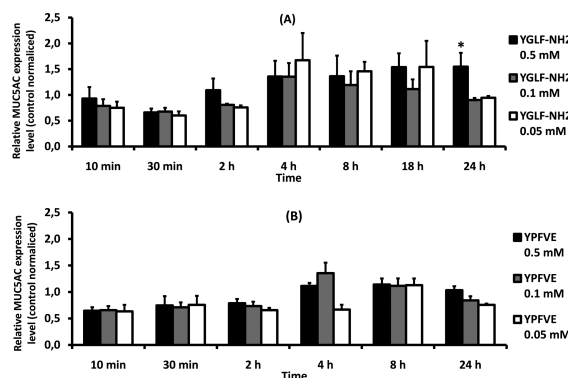 (A)
Relative MUC5AC expression
level (control normaliced)
2,5
2,0
1,5
1,0
0,5
0,0
*
10 min 30 min 2 h 4 h 8 h 18 h 24 h
Time
YGLF-NH2
0.5 mM
YGLF-NH2
0.1 mM
YGLF-NH2
0.05 mM
(B)
Relative MUC5AC expression
level (control normaliced)
2,5
2,0
1,5
1,0
0,5
0,0
10 min 30 min 2 h 4 h 8 h 24 h
Time
YPFVE
0.5 mM
YPFVE
0.1 mM
YPFVE
0.05 mM